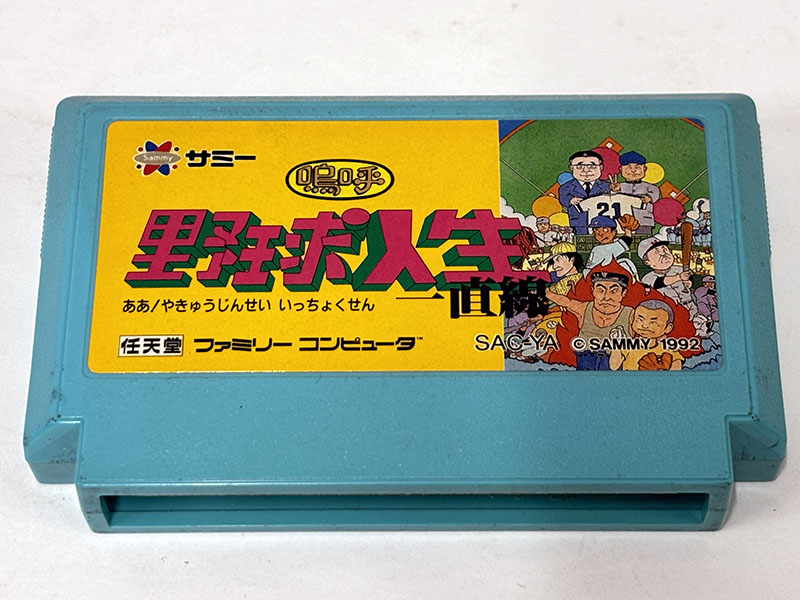 Sammy サミー
嗚呼
野球人生
一直線
ああ!やきゅうじんせい いっちょくせん
任天堂 ファミリー コンピュータ™
SAC-YA © SAMMY 1992
21